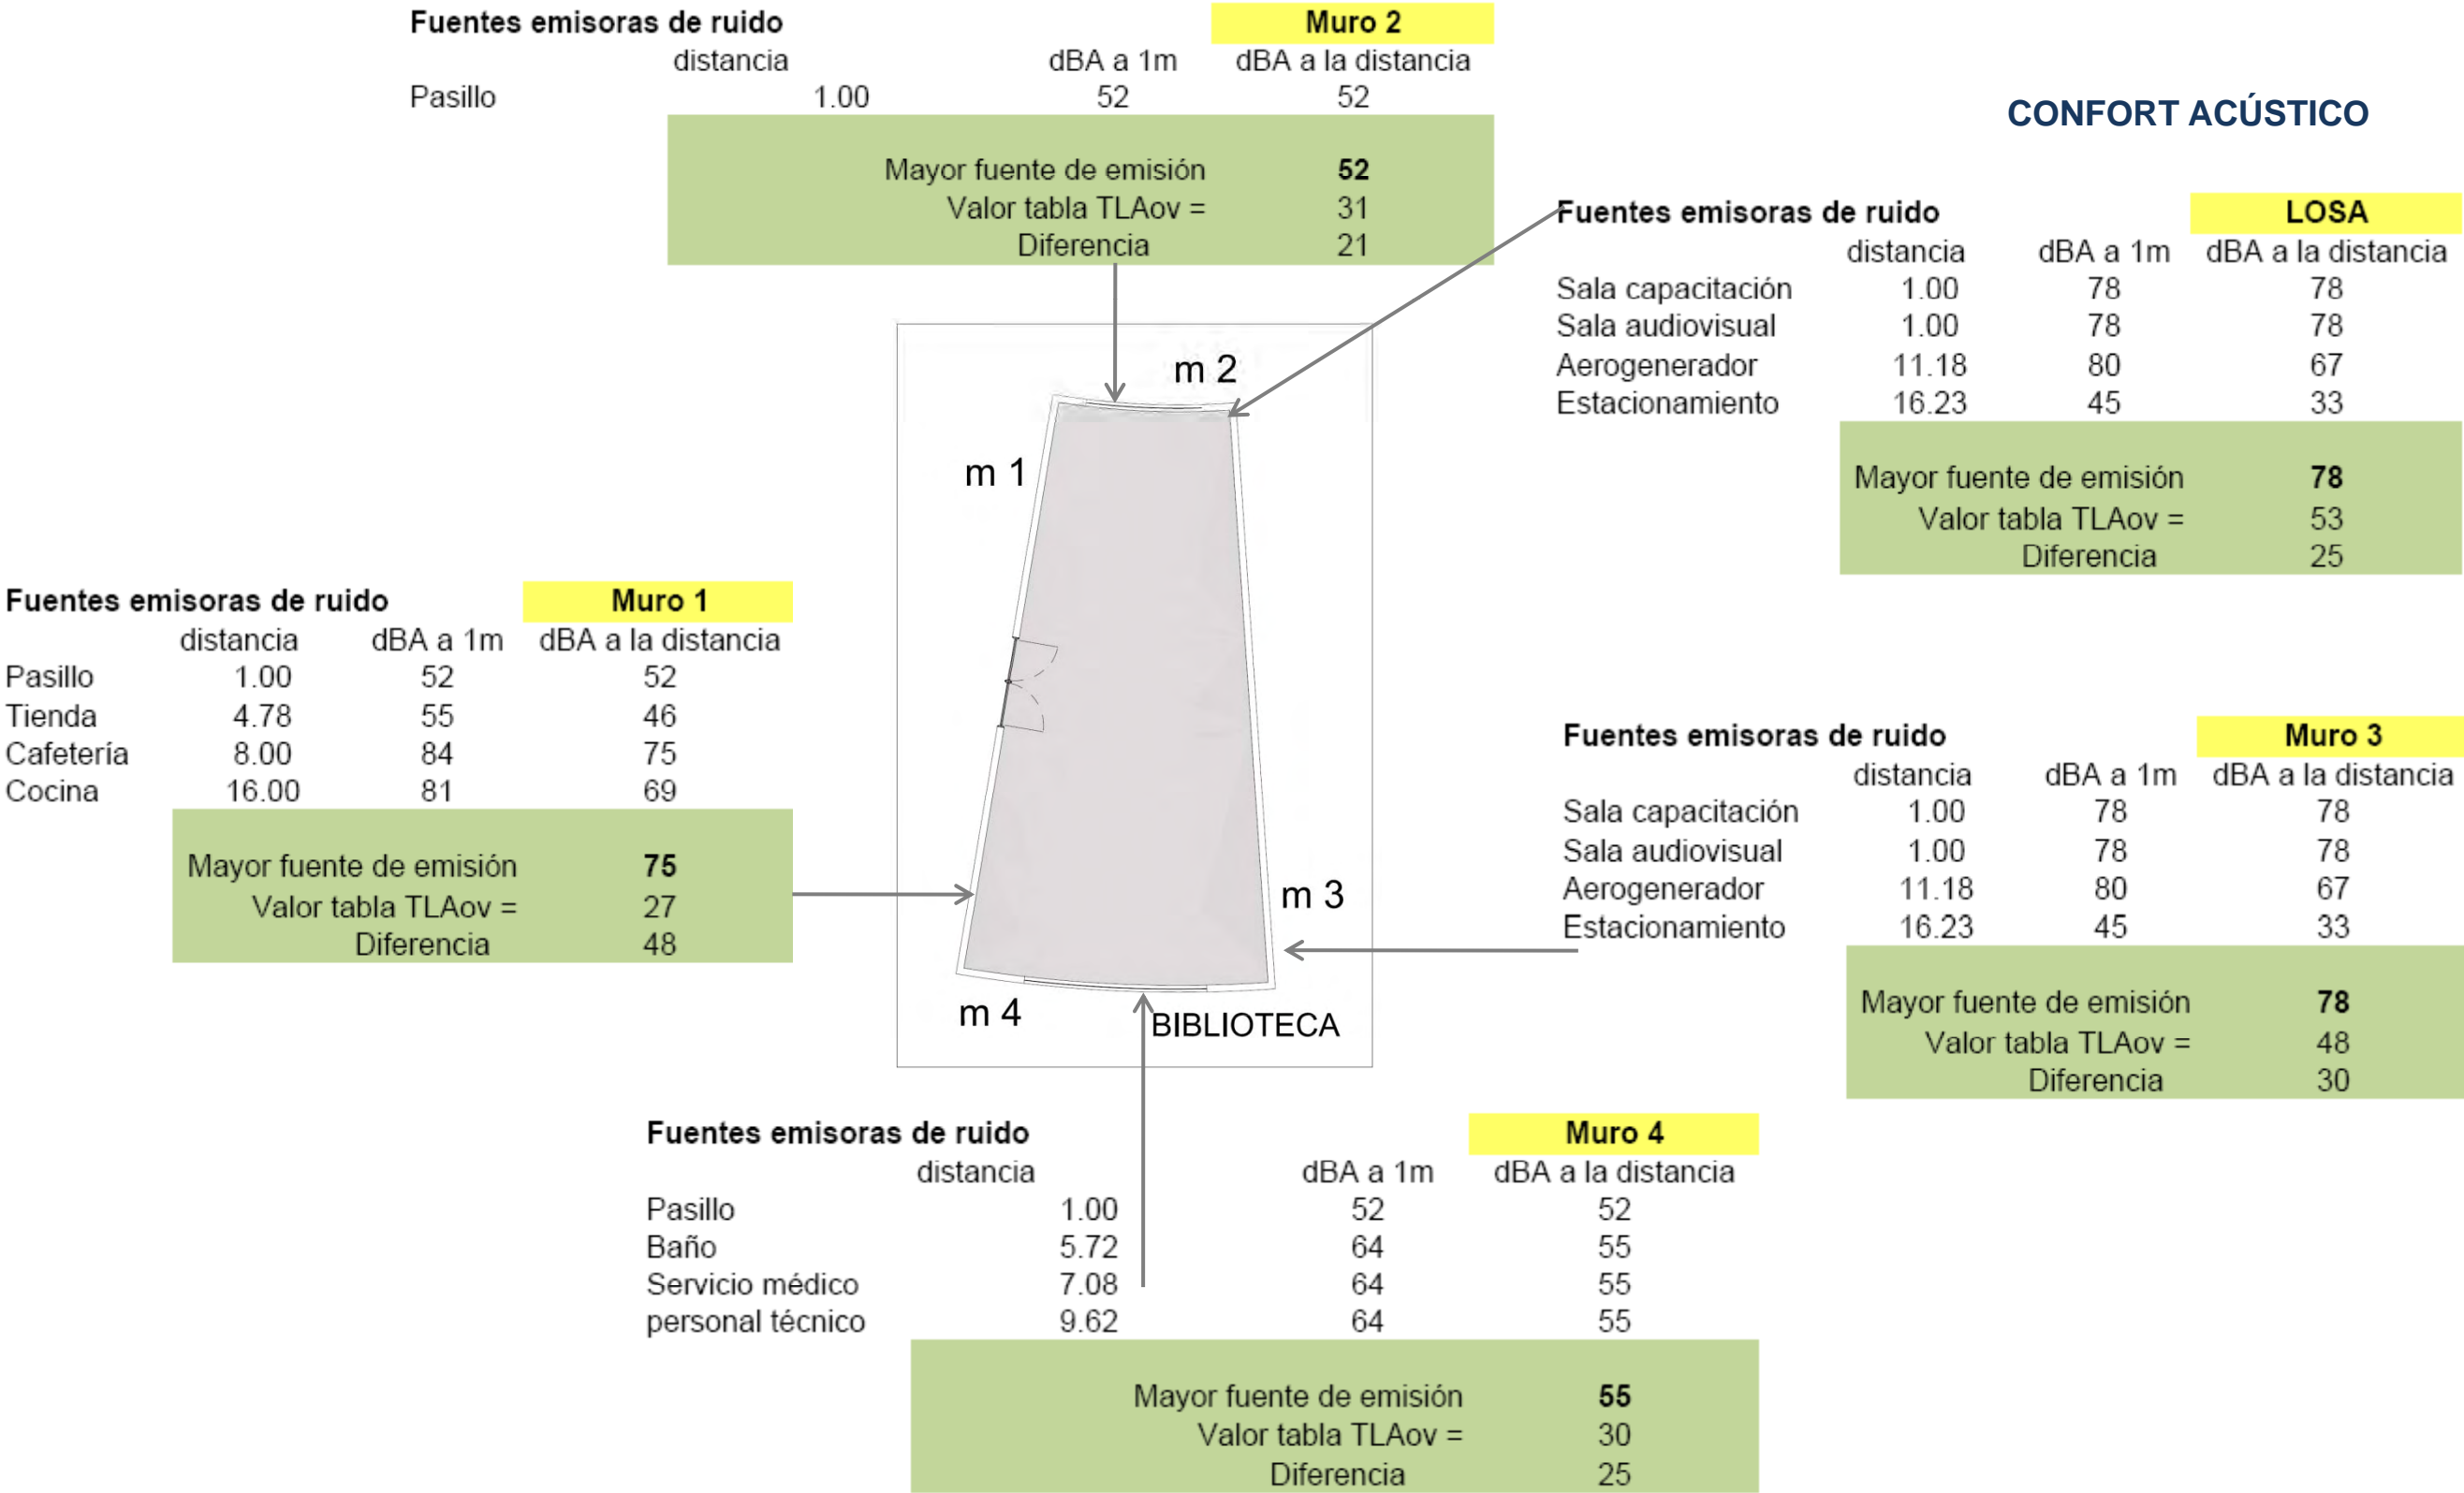 Fuentes emisoras de ruido Muro 2
distancia dBA a 1m dBA a la distancia
Pasillo 1.00 52 52
Mayor fuente de emisión 52
Valor tabla TLAov = 31
Diferencia 21
CONFORT ACÚSTICO
Fuentes emisoras de ruido LOSA
distancia dBA a 1m dBA a la distancia
Sala capacitación 1.00 78 78
Sala audiovisual 1.00 78 78
Aerogenerador 11.18 80 67
Estacionamiento 16.23 45 33
Mayor fuente de emisión 78
Valor tabla TLAov = 53
Diferencia 25
m 2
m 1
m 3
m 4
BIBLIOTECA
Fuentes emisoras de ruido Muro 1
distancia dBA a 1m dBA a la distancia
Pasillo 1.00 52 52
Tienda 4.78 55 46
Cafetería 8.00 84 75
Cocina 16.00 81 69
Mayor fuente de emisión 75
Valor tabla TLAov = 27
Diferencia 48
Fuentes emisoras de ruido Muro 3
distancia dBA a 1m dBA a la distancia
Sala capacitación 1.00 78 78
Sala audiovisual 1.00 78 78
Aerogenerador 11.18 80 67
Estacionamiento 16.23 45 33
Mayor fuente de emisión 78
Valor tabla TLAov = 48
Diferencia 30
Fuentes emisoras de ruido Muro 4
distancia dBA a 1m dBA a la distancia
Pasillo 1.00 52 52
Baño 5.72 64 55
Servicio médico 7.08 64 55
personal técnico 9.62 64 55
Mayor fuente de emisión 55
Valor tabla TLAov = 30
Diferencia 25